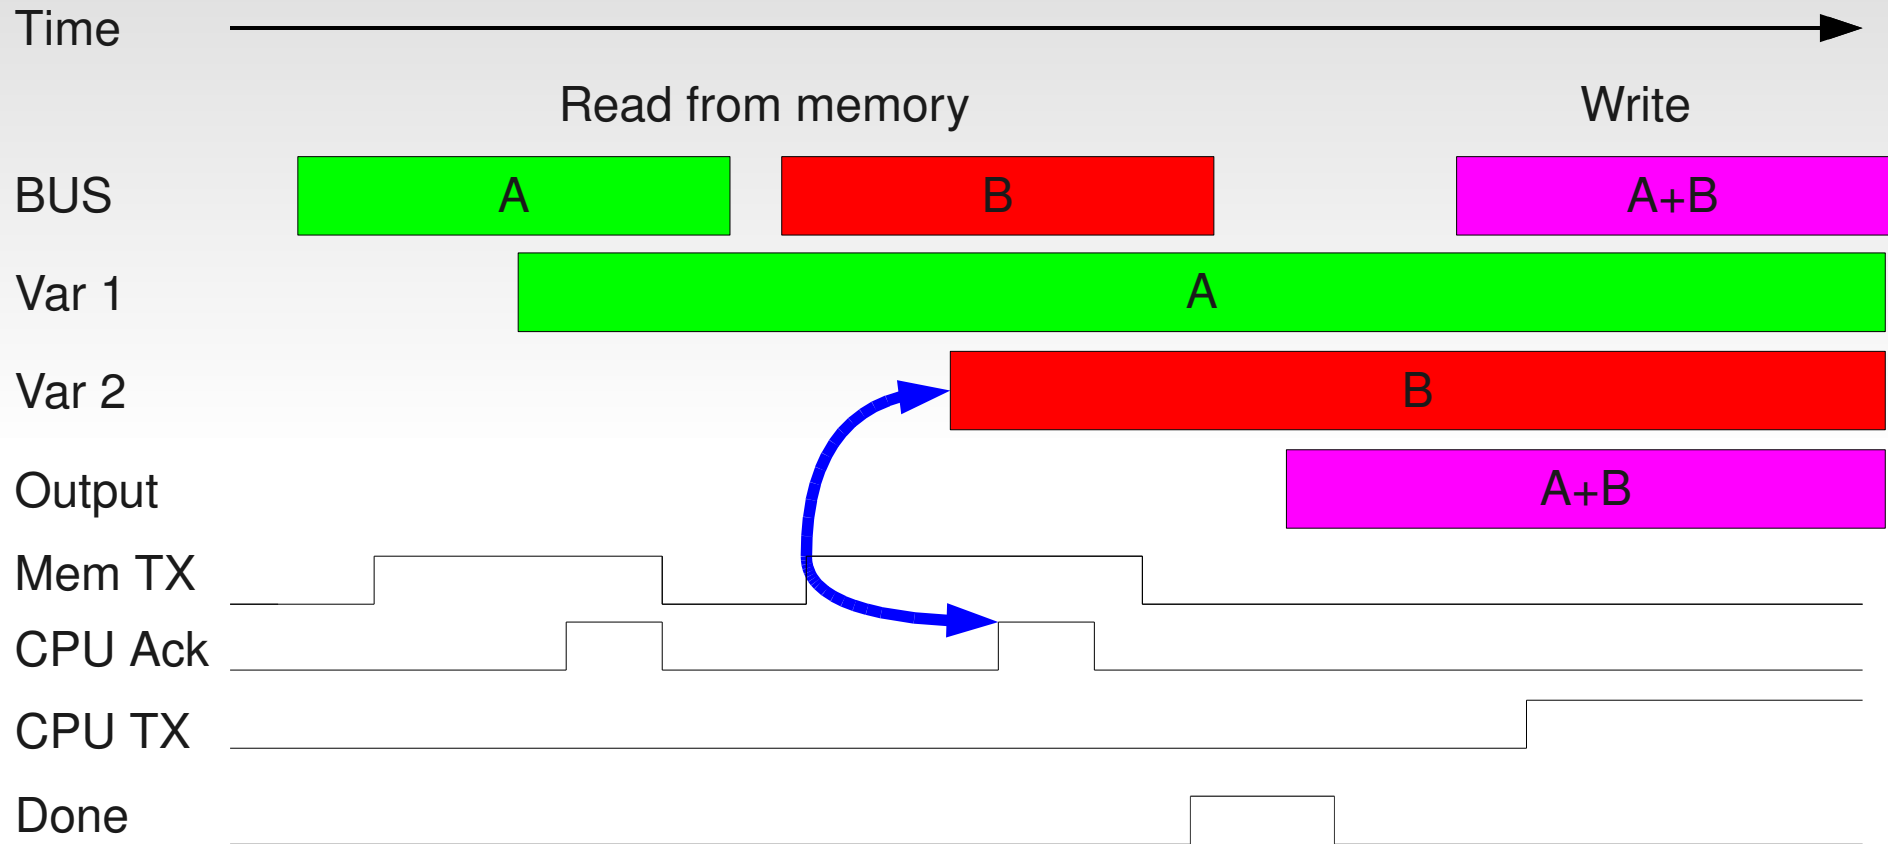 Time
Read from memory Write
BUS A B A+B
Var 1 A
Var 2 B
Output A+B
Mem TX
CPU Ack
CPU TX
Done